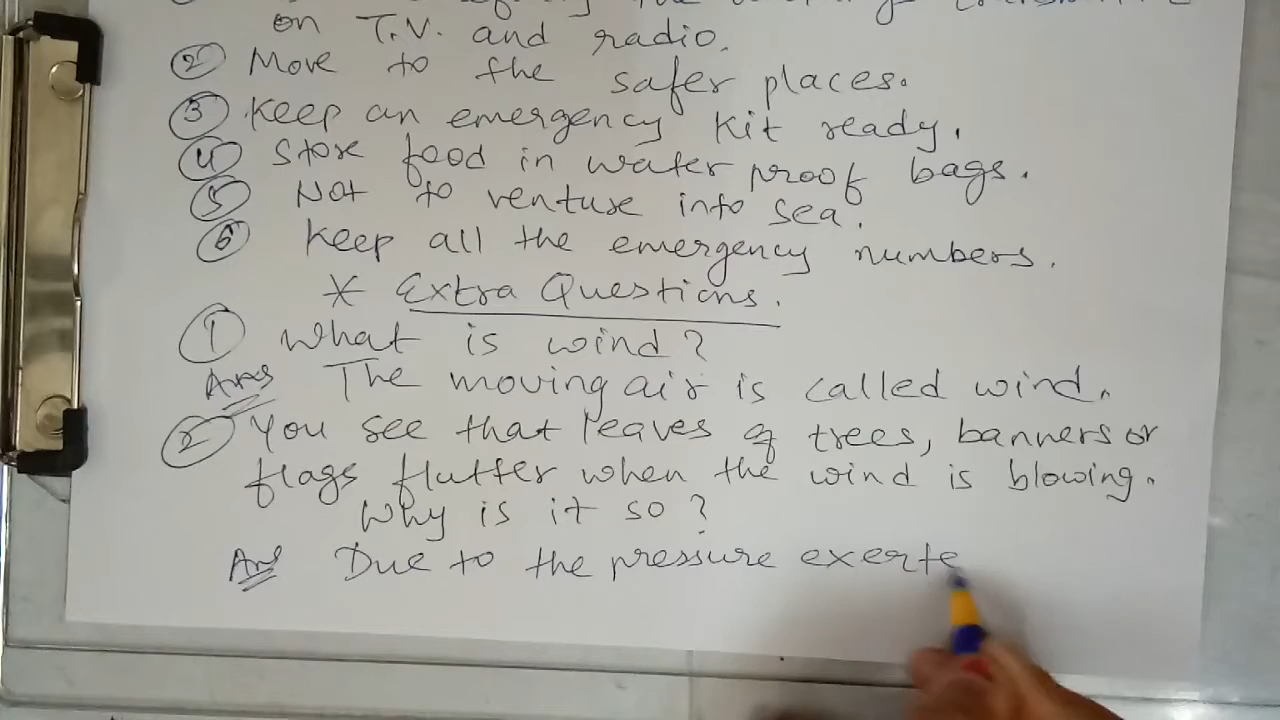 the
on T.V. and radio.
② Move to the safer places.
③ Keep an emergency Kit ready.
④ Store food in water proof bags.
⑤ Not to venture into sea.
⑥ Keep all the emergency numbers.
* Extra Questions.
① What is wind?
Ans The moving air is called wind.
② You see that leaves of trees, banners or
flags flutter when the wind is blowing.
Why is it so?
Ans Due to the pressure exerte